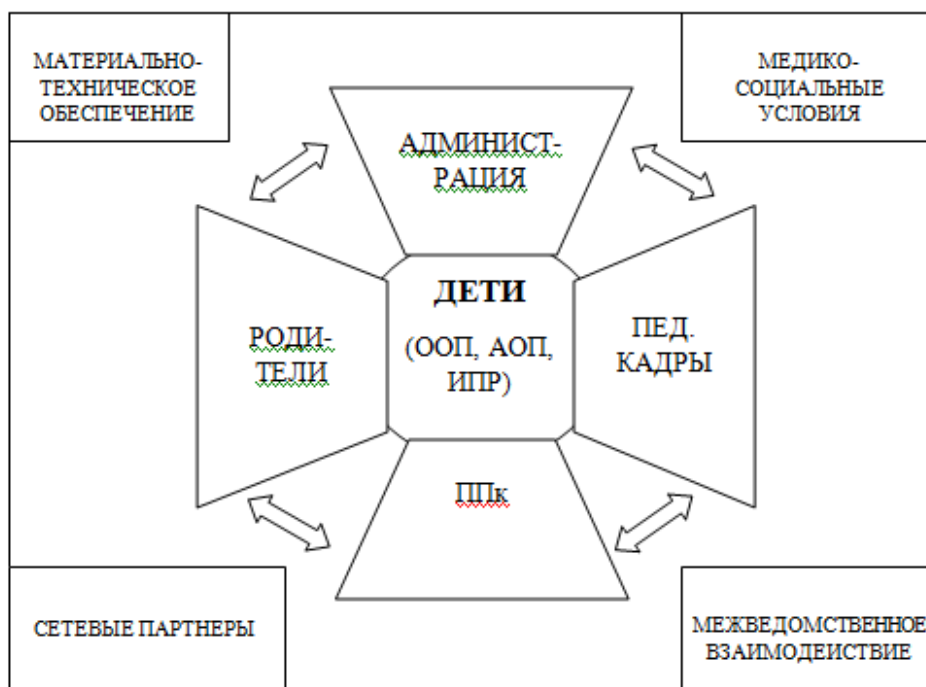 МАТЕРИАЛЬНО-
ТЕХНИЧЕСКОЕ
ОБЕСПЕЧЕНИЕ
МЕДИКО-
СОЦИАЛЬНЫЕ
УСЛОВИЯ
АДМИНИСТ-
РАЦИЯ
РОДИ-
ТЕЛИ
ДЕТИ
(ООП, АОП,
ИПР)
ПЕД.
КАДРЫ
ППк
СЕТЕВЫЕ ПАРТНЕРЫ
МЕЖВЕДОМСТВЕННОЕ
ВЗАИМОДЕИСТВИЕ